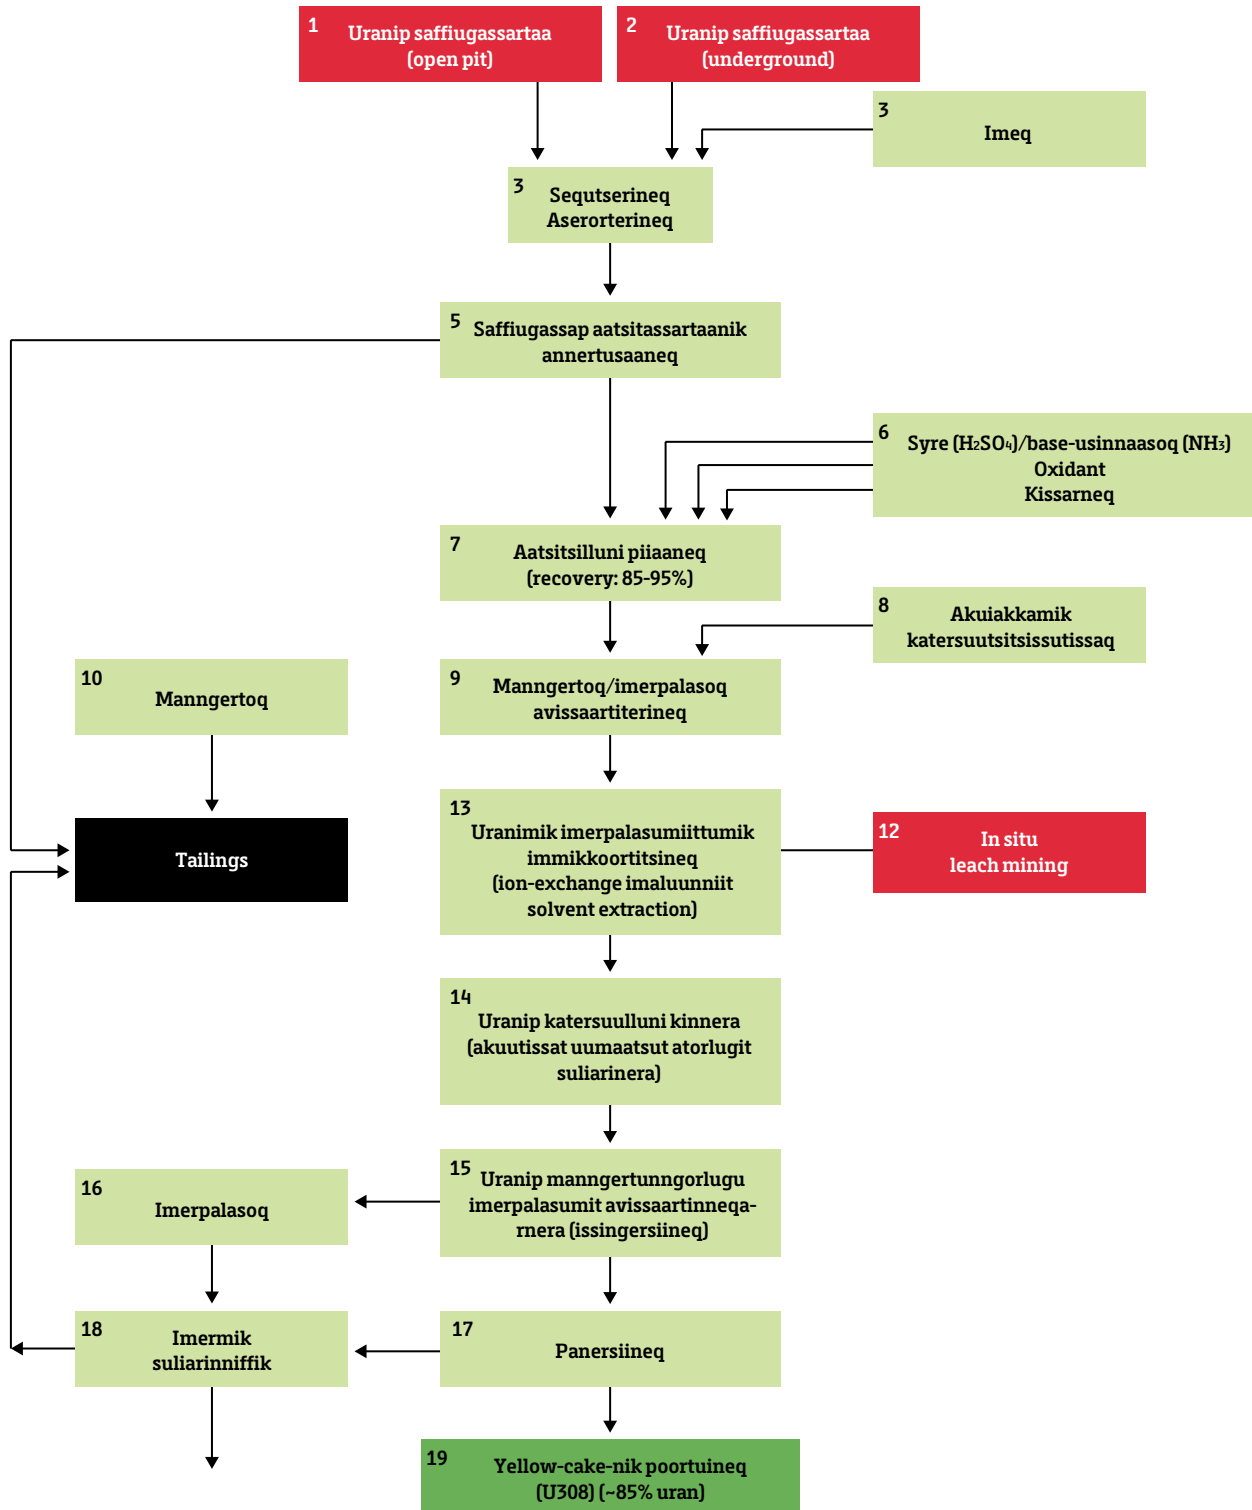 1
Uranip saffiugassartaa
(open pit)
2
Uranip saffiugassartaa
(underground)
3
Imeq
3
Sequtserineq
Aserorterineq
5
Saffiugassap aatsitassartaanik
annertusaaneq
6
Syre (H₂SO₄)/base-usinnaasoq (NH₃)
Oxidant
Kissarneq
7
Aatsitsilluni piiaaneq
(recovery: 85-95%)
8
Akuiakkamik
katersuutsitsissutissaq
9
Manngertoq/imerpalasoq
avissaartiterineq
10
Manngertoq
Tailings
13
Uranimik imerpalasumiittumik
immikkoortitsineq
(ion-exchange imaluunniit
solvent extraction)
12
In situ
leach mining
14
Uranip katersuulluni kinnera
(akuutissat uumaatsut atorlugit
suliarinera)
15
Uranip manngertunngorlugu
imerpalasumit avissaartinneqa-
rnera (issingersiineq)
16
Imerpalasoq
18
Imermik
suliarinniffik
17
Panersiineq
19
Yellow-cake-nik poortuineq
(U308) (~85% uran)